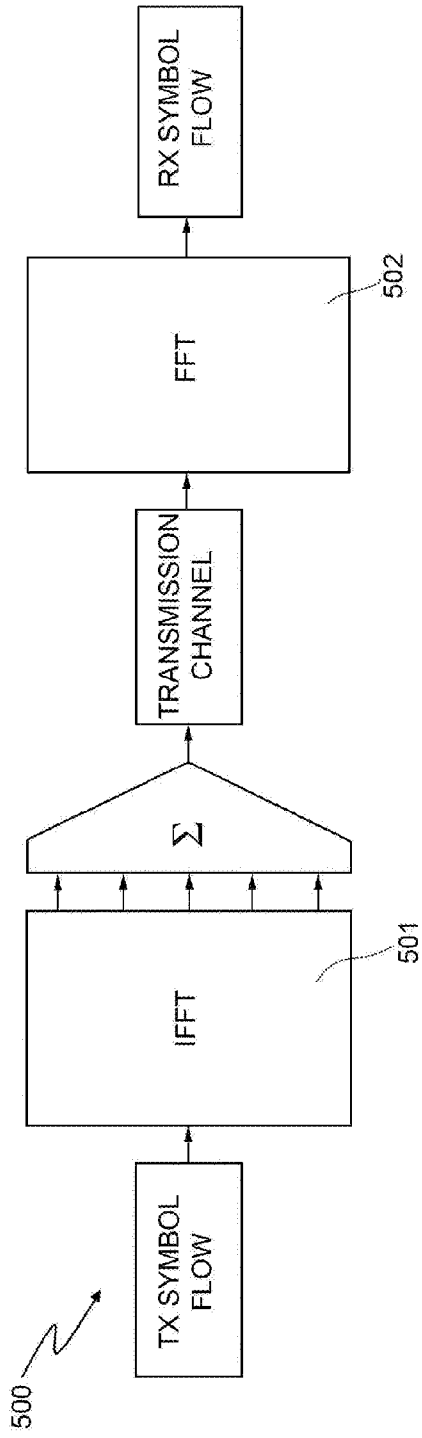 500
TX SYMBOL
FLOW
IFFT
501
Σ
TRANSMISSION
CHANNEL
FFT
502
RX SYMBOL
FLOW